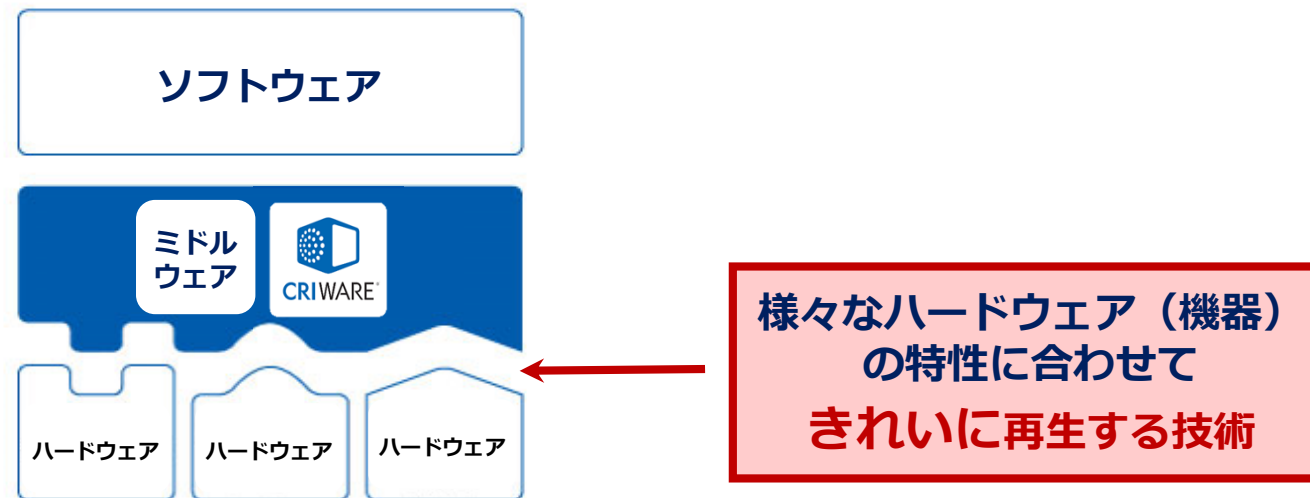 ソフトウェア
ミドル
ウェア
CRIWARE®
様々なハードウェア（機器）
の特性に合わせて
きれいに再生する技術
ハードウェア
ハードウェア
ハードウェア